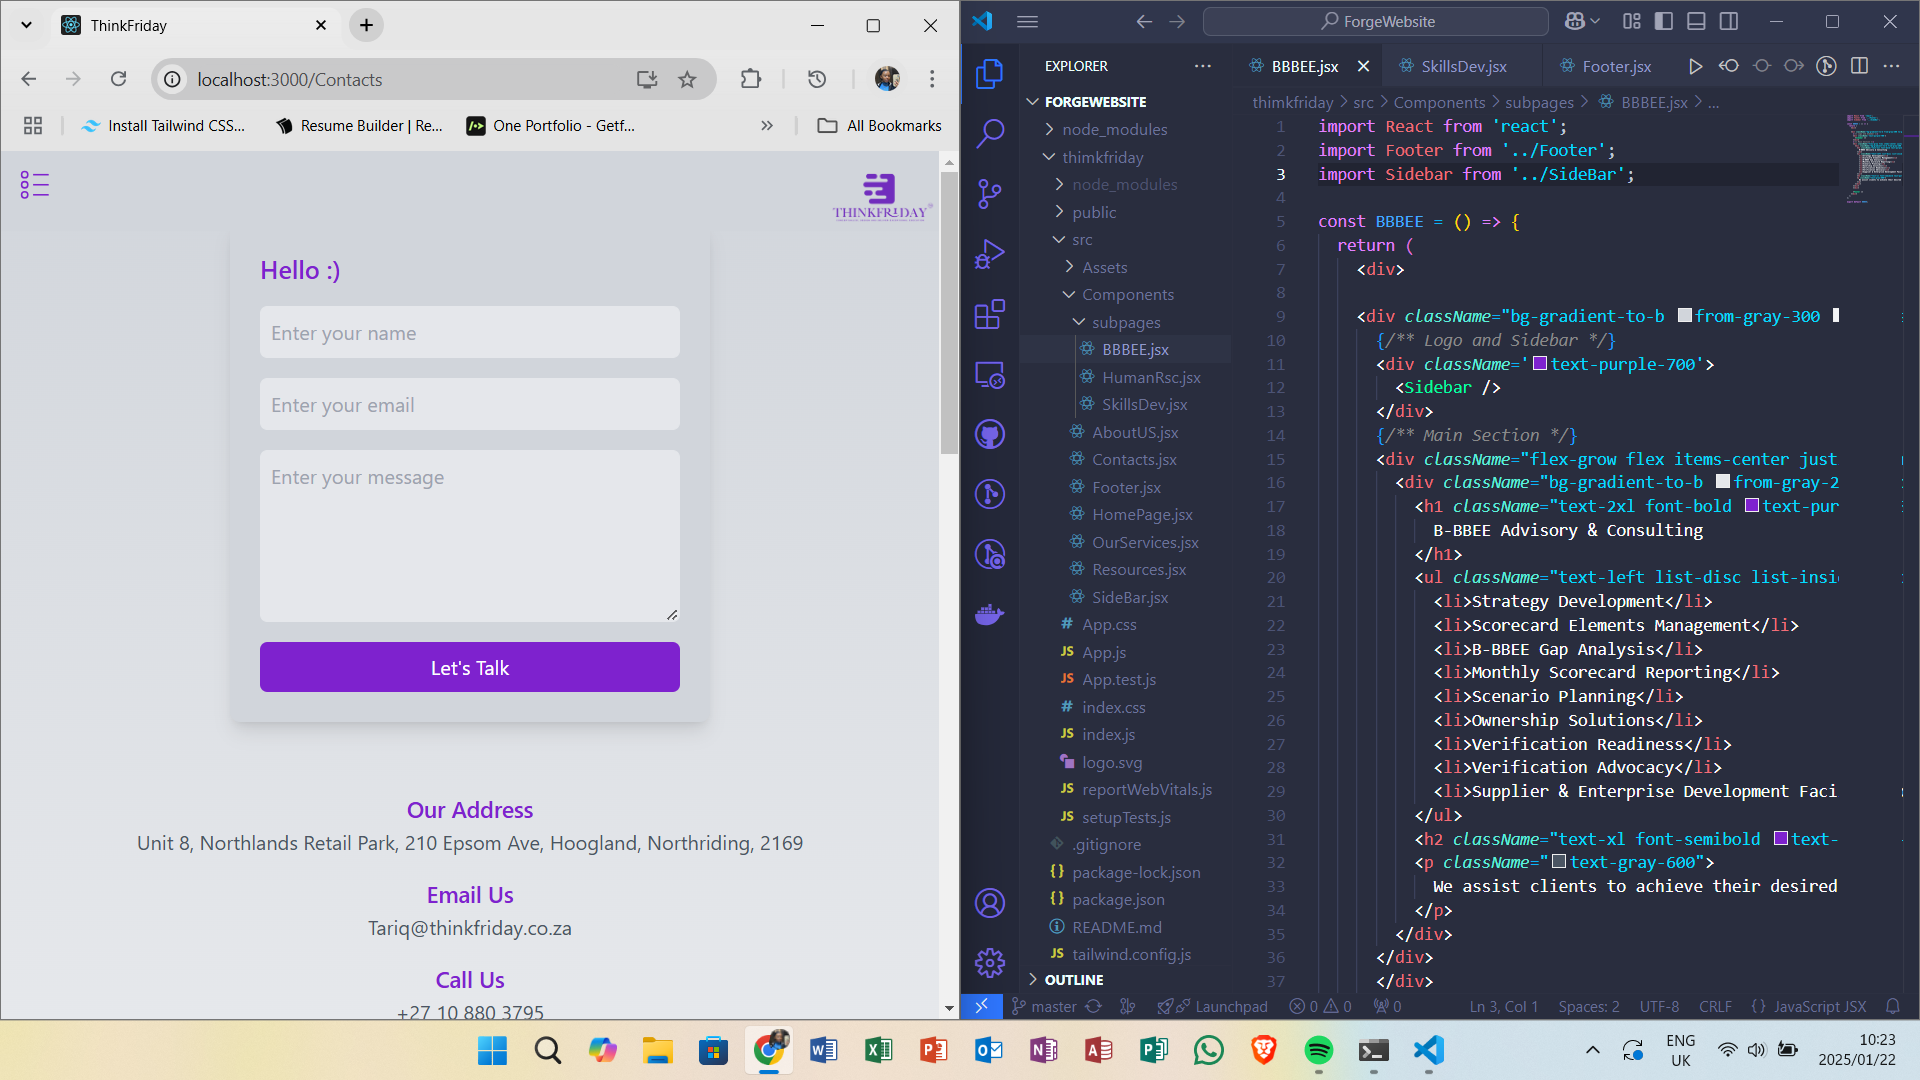 ThinkFriday
localhost:3000/Contacts
Install Tailwind CSS...
Resume Builder | Re...
One Portfolio - Getf...
All Bookmarks
THINKFRIDAY
Hello :)
Enter your name
Enter your email
Enter your message
Let's Talk
Our Address
Unit 8, Northlands Retail Park, 210 Epsom Ave, Hoogland, Northriding, 2169
Email Us
Tariq@thinkfriday.co.za
Call Us
+27 10 880 3795
ForgeWebsite
EXPLORER
FORGEWEBSITE
node_modules
thimkfriday
node_modules
public
src
Assets
Components
subpages
BBBEE.jsx
HumanRsc.jsx
SkillsDev.jsx
AboutUS.jsx
Contacts.jsx
Footer.jsx
HomePage.jsx
OurServices.jsx
Resources.jsx
SideBar.jsx
# App.css
JS App.js
JS App.test.js
# index.css
JS index.js
logo.svg
JS reportWebVitals.js
JS setupTests.js
.gitignore
{} package-lock.json
{} package.json
README.md
JS tailwind.config.js
OUTLINE
BBBEE.jsx
SkillsDev.jsx
Footer.jsx
thimkfriday > src > Components > subpages > BBBEE.jsx > ...
1 import React from 'react';
2 import Footer from '../Footer';
3 import Sidebar from '../SideBar';
4
5 const BBBEE = () => {
6 return (
7 <div>
8
9 <div className="bg-gradient-to-b from-gray-300
10 {/** Logo and Sidebar */}
11 <div className='text-purple-700'>
12 <Sidebar />
13 </div>
14 {/** Main Section */}
15 <div className="flex-grow flex items-center just
16 <div className="bg-gradient-to-b from-gray-2
17 <h1 className="text-2xl font-bold text-pur
18 B-BBEE Advisory & Consulting
19 </h1>
20 <ul className="text-left list-disc list-insi
21 <li>Strategy Development</li>
22 <li>Scorecard Elements Management</li>
23 <li>B-BBEE Gap Analysis</li>
24 <li>Monthly Scorecard Reporting</li>
25 <li>Scenario Planning</li>
26 <li>Ownership Solutions</li>
27 <li>Verification Readiness</li>
28 <li>Verification Advocacy</li>
29 <li>Supplier & Enterprise Development Faci
30 </ul>
31 <h2 className="text-xl font-semibold text-
32 <p className="text-gray-600">
33 We assist clients to achieve their desired
34 </p>
35 </div>
36 </div>
37 </div>
master
Launchpad
0 0
0
Ln 3, Col 1
Spaces: 2
UTF-8
CRLF
{} JavaScript JSX
ENG
UK
10:23
2025/01/22